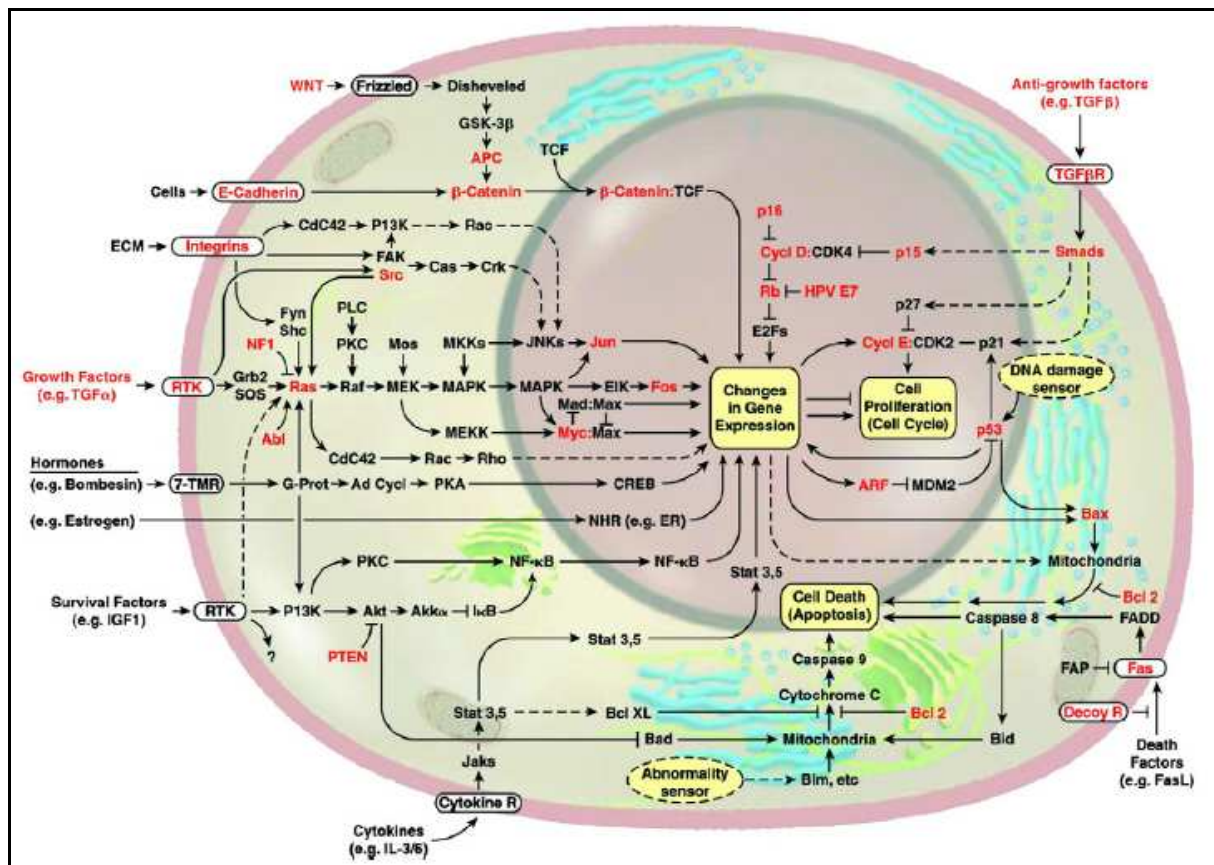 WNT Frizzled Disheveled
GSK-3β
APC
TCF
Cells E-Cadherin β-Catenin β-Catenin:TCF
Anti-growth factors
(e.g. TGFβ)
TGFβR
Smads
ECM Integrins CdC42 P13K Rac
FAK
Src Cas Crk
p16
Cycl D:CDK4 p15
Rb HPV E7
E2Fs
p27
Cycl E:CDK2 p21
DNA damage
sensor
p53
Fyn
Shc
PLC
NF1 PKC Mos MKKs JNKs Jun
Growth Factors
(e.g. TGFα)
RTK Grb2
SOS
Ras Raf MEK MAPK MAPK ElK Fos
Mad:Max
Abl MEKK Myc:Max
CdC42 Rac Rho
Changes
in Gene
Expression
Cell
Proliferation
(Cell Cycle)
Hormones
(e.g. Bombesin) 7-TMR G-Prot Ad Cycl PKA CREB
ARF MDM2
(e.g. Estrogen) NHR (e.g. ER)
Bax
PKC NF-κB NF-κB
Stat 3,5
Mitochondria
Survival Factors
(e.g. IGF1)
RTK P13K Akt Akkα IκB
?
PTEN
Cell Death
(Apoptosis)
Bcl 2
Caspase 8 FADD
Stat 3,5
Caspase 9
FAP Fas
Cytochrome C
Stat 3,5 Bcl XL Bcl 2
Decoy R
Bad Mitochondria Bid
Death
Factors
(e.g. FasL)
Jaks
Abnormality
sensor
Bim, etc
Cytokine R
Cytokines
(e.g. IL-3/6)